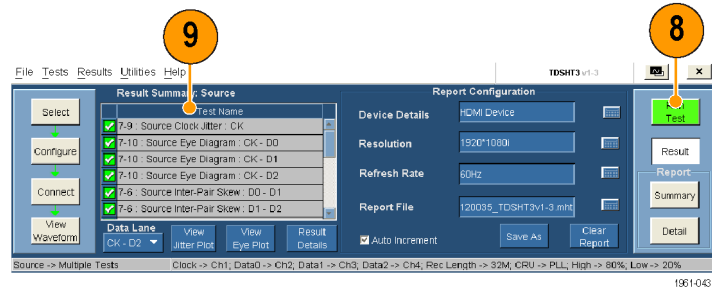 9
8
File Tests Results Utilities Help
TDSHT3 v1-3
Result Summary: Source
Report Configuration
Select
Configure
Connect
View
Waveform
Test Name
7-9 : Source Clock Jitter : CK
7-10 : Source Eye Diagram : CK - D0
7-10 : Source Eye Diagram : CK - D1
7-10 : Source Eye Diagram : CK - D2
7-6 : Source Inter-Pair Skew : D0 - D1
7-6 : Source Inter-Pair Skew : D1 - D2
Data Lane
CK - D2
View
Jitter Plot
View
Eye Plot
Result
Details
Device Details
HDMI Device
Resolution
1920*1080i
Refresh Rate
60Hz
Report File
120035_TDSHT3v1-3.mht
Auto Increment
Save As
Clear
Report
Test
Result
Report
Summary
Detail
Source -> Multiple Tests
Clock -> Ch1; Data0 -> Ch2; Data1 -> Ch3; Data2 -> Ch4; Rec Length -> 32M; CRU -> PLL; High -> 80%; Low -> 20%
1961-043